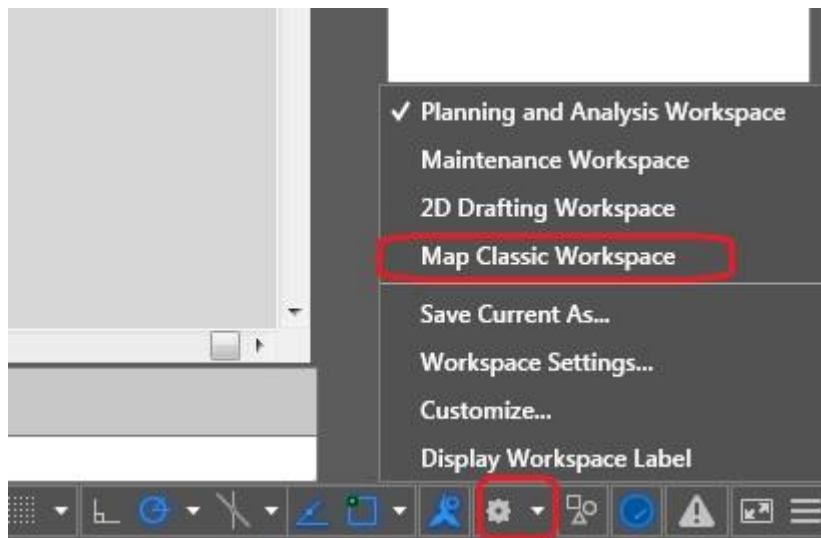 ✓ Planning and Analysis Workspace
Maintenance Workspace
2D Drafting Workspace
Map Classic Workspace
Save Current As...
Workspace Settings...
Customize...
Display Workspace Label